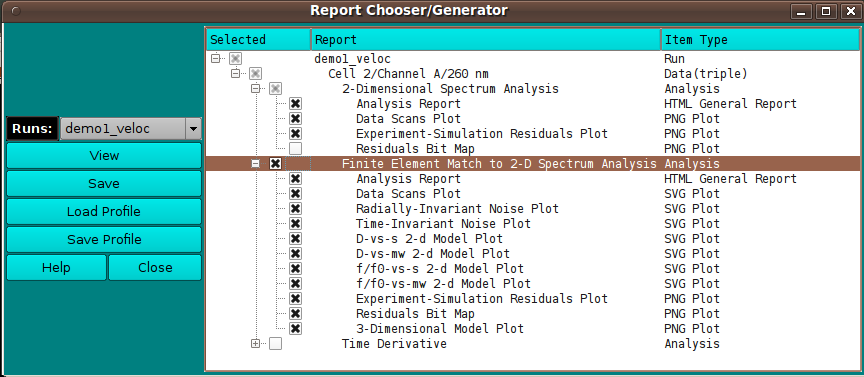 Report Chooser/Generator
Selected Report Item Type
demo1_veloc Run
Cell 2/Channel A/260 nm Data(triple)
2-Dimensional Spectrum Analysis Analysis
Analysis Report HTML General Report
Data Scans Plot PNG Plot
Experiment-Simulation Residuals Plot PNG Plot
Residuals Bit Map PNG Plot
Finite Element Match to 2-D Spectrum Analysis Analysis
Analysis Report HTML General Report
Data Scans Plot SVG Plot
Radially-Invariant Noise Plot SVG Plot
Time-Invariant Noise Plot SVG Plot
D-vs-s 2-d Model Plot SVG Plot
D-vs-mw 2-d Model Plot SVG Plot
f/f0-vs-s 2-d Model Plot SVG Plot
f/f0-vs-mw 2-d Model Plot SVG Plot
Experiment-Simulation Residuals Plot PNG Plot
Residuals Bit Map PNG Plot
3-Dimensional Model Plot PNG Plot
Time Derivative Analysis
Runs: demo1_veloc
View
Save
Load Profile
Save Profile
Help Close